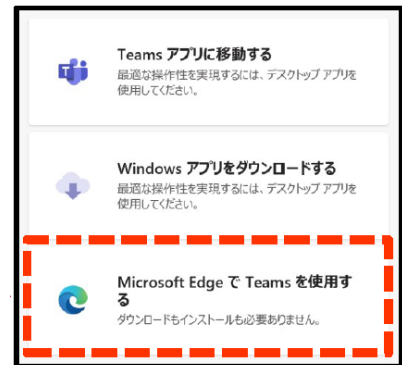 Teams アプリに移動する
最適な操作性を実現するには、デスクトップ アプリを
使用してください。
Windows アプリをダウンロードする
最適な操作性を実現するには、デスクトップ アプリを
使用してください。
Microsoft Edge で Teams を使用す
る
ダウンロードもインストールも必要ありません。